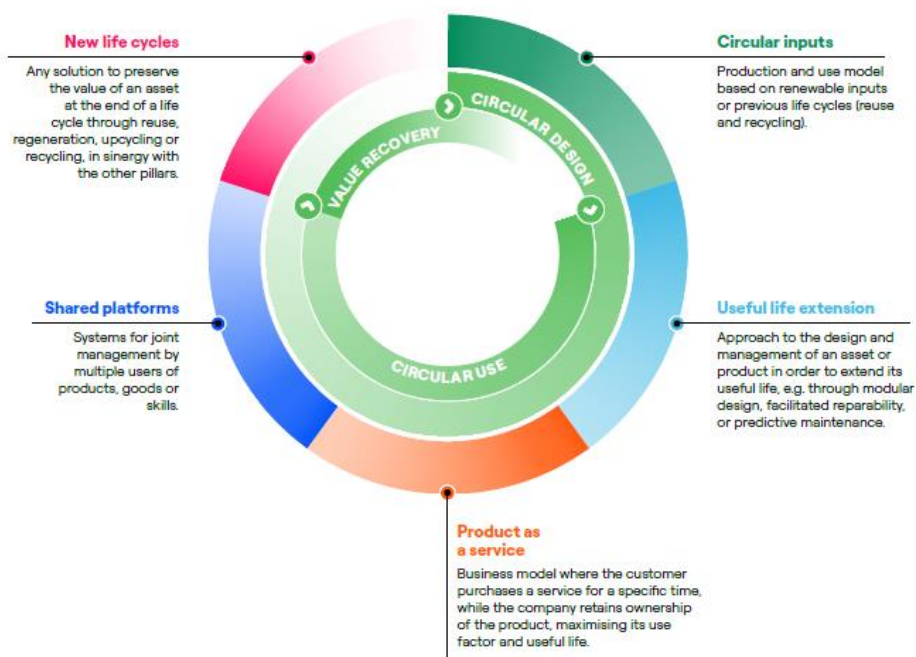 New life cycles
Any solution to preserve
the value of an asset
at the end of a life
cycle through reuse,
regeneration, upcycling or
recycling, in sinergy with
the other pillars.
Circular inputs
Production and use model
based on renewable inputs
or previous life cycles (reuse
and recycling).
VALUE RECOVERY
CIRCULAR DESIGN
CIRCULAR USE
Shared platforms
Systems for joint
management by
multiple users of
products, goods or
skills.
Useful life extension
Approach to the design and
management of an asset or
product in order to extend its
useful life, e.g. through modular
design, facilitated reparability,
or predictive maintenance.
Product as
a service
Business model where the customer
purchases a service for a specific time,
while the company retains ownership
of the product, maximising its use
factor and useful life.